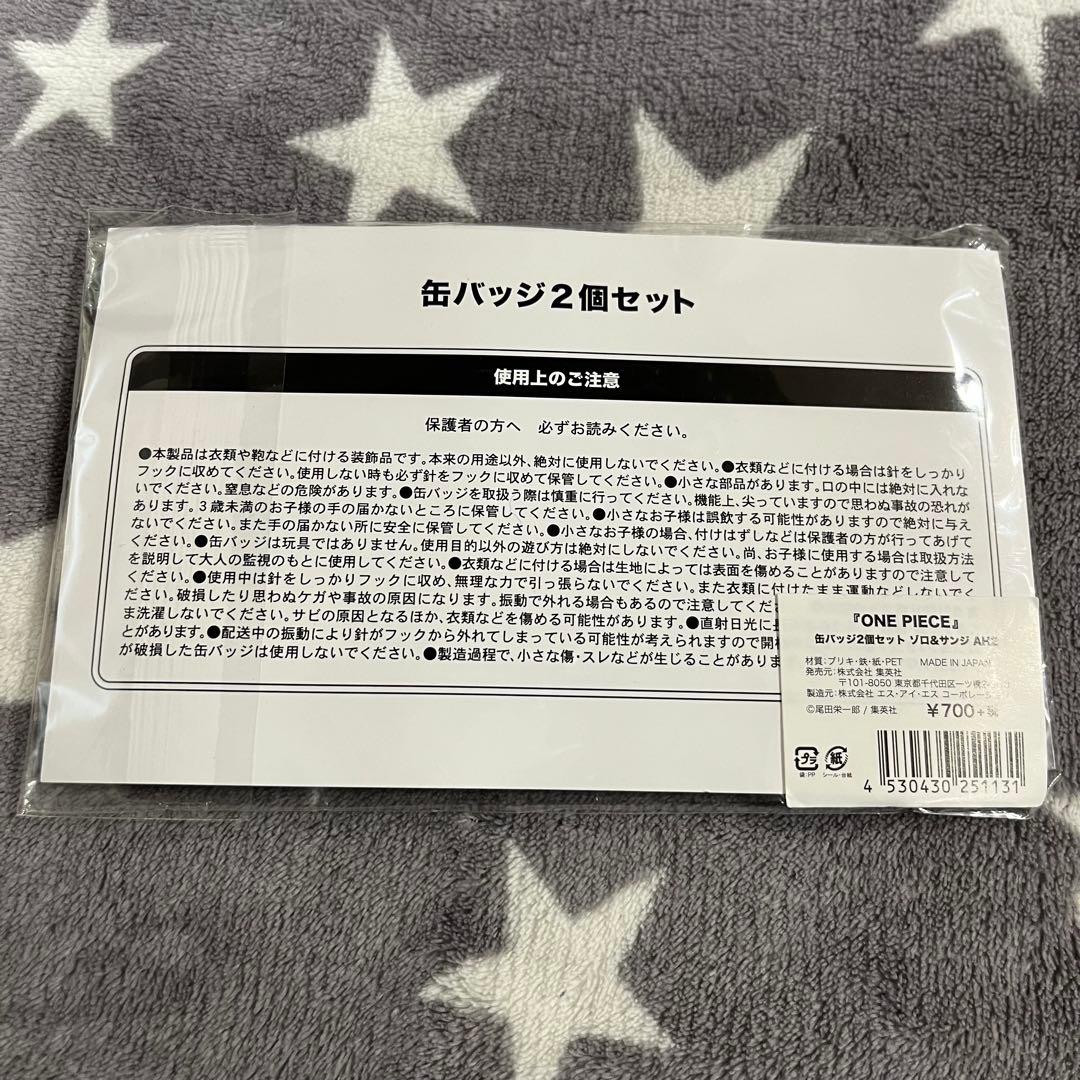 缶バッジ2個セット
使用上のご注意
保護者の方へ　必ずお読みください。
●本製品は衣類や鞄などに付ける装飾品です。本来の用途以外、絶対に使用しないでください。●衣類などに付ける場合は針をしっかり
フックに収めてください。使用しない時も必ず針をフックに収めて保管してください。●小さな部品があります。口の中には絶対に入れな
いでください。窒息などの危険があります。●缶バッジを取扱う際は慎重に行ってください。機能上、尖っていますので思わぬ事故の恐れが
あります。3歳未満のお子様の手の届かないところに保管してください。●小さなお子様は誤飲する可能性がありますので絶対に与え
ないでください。また手の届かない所に安全に保管してください。●小さなお子様の場合、付けはずしなどは保護者の方が行ってあげて
ください。●缶バッジは玩具ではありません。使用目的以外の遊び方は絶対にしないでください。尚、お子様に使用する場合は取扱方法
を説明して大人の監視のもとに使用してください。●衣類などに付ける場合は生地によっては表面を傷めることがありますので注意して
ください。●使用中は針をしっかりフックに収め、無理な力で引っ張らないでください。また衣類に付けたまま運動などしないでく
ださい。破損したり思わぬケガや事故の原因になります。振動で外れる場合もあるので注意してくだ
ま洗濯しないでください。サビの原因となるほか、衣類などを傷める可能性があります。●直射日光に長
とがあります。●配送中の振動により針がフックから外れてしまっている可能性が考えられますので開
が破損した缶バッジは使用しないでください。●製造過程で、小さな傷・スレなどが生じることがありま
『ONE PIECE』
缶バッジ2個セット ゾロ&サンジ AR2
材質：ブリキ・鉄・紙・PET　MADE IN JAPAN
発売元：株式会社 集英社
〒101-8050 東京都千代田区一ツ橋2
製造元：株式会社 エス・アイ・エス コーポレー
©尾田栄一郎 / 集英社　¥700+税
プラ 紙
袋：PP シール・台紙
4 530430 251131